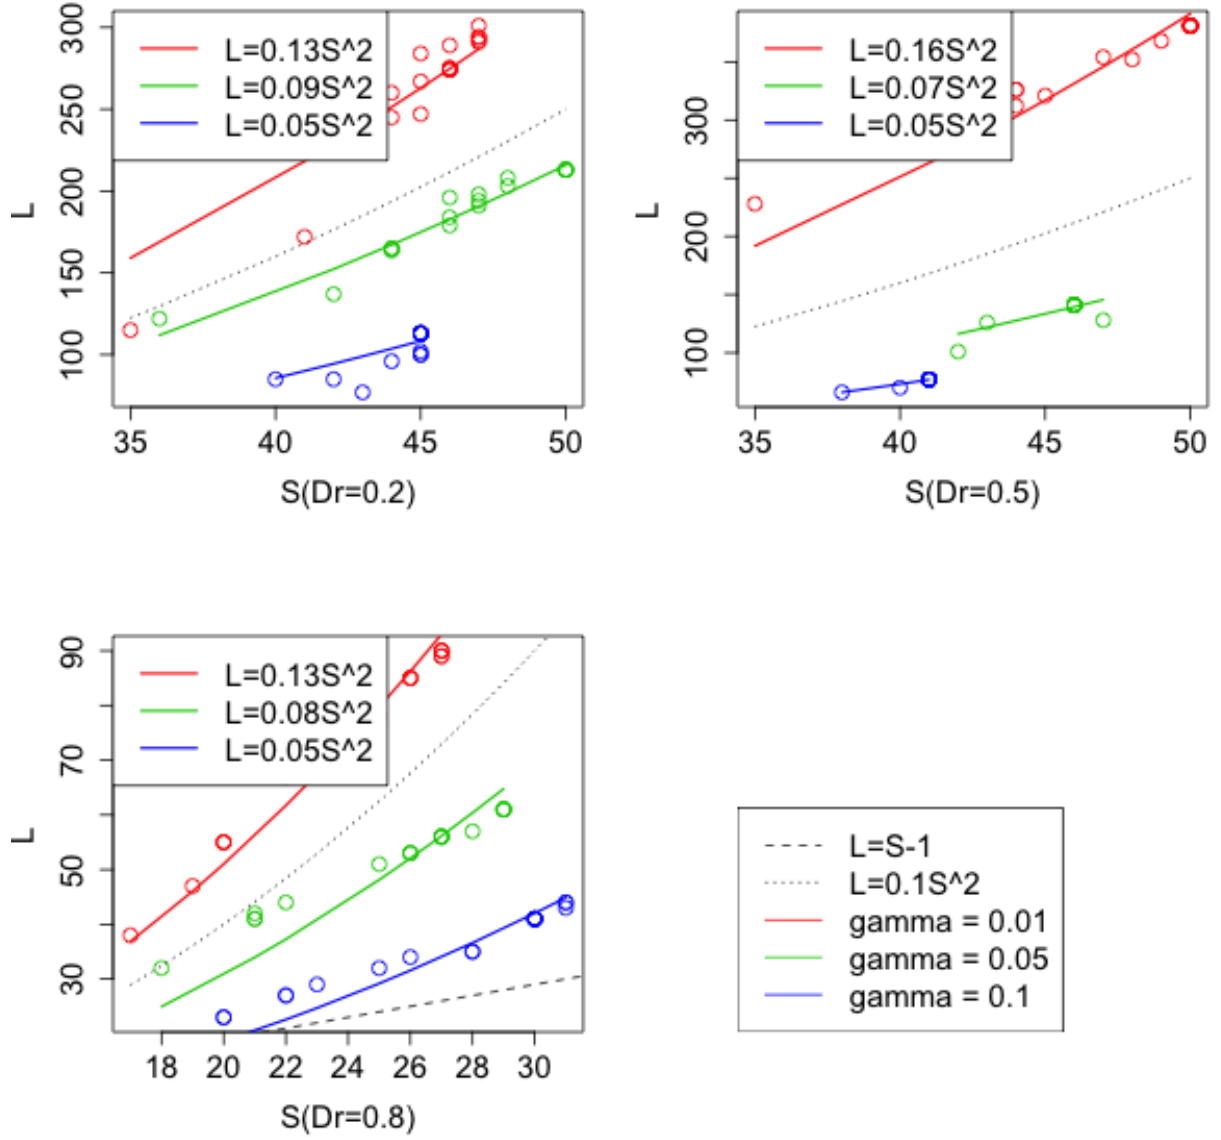 L=0.13S^2
L=0.09S^2
L=0.05S^2
L
100
150
200
250
300
35
40
45
50
S(Dr=0.2)
L=0.16S^2
L=0.07S^2
L=0.05S^2
L
100
200
300
35
40
45
50
S(Dr=0.5)
L=0.13S^2
L=0.08S^2
L=0.05S^2
L
30
50
70
90
18
20
22
24
26
28
30
S(Dr=0.8)
L=S-1
L=0.1S^2
gamma = 0.01
gamma = 0.05
gamma = 0.1